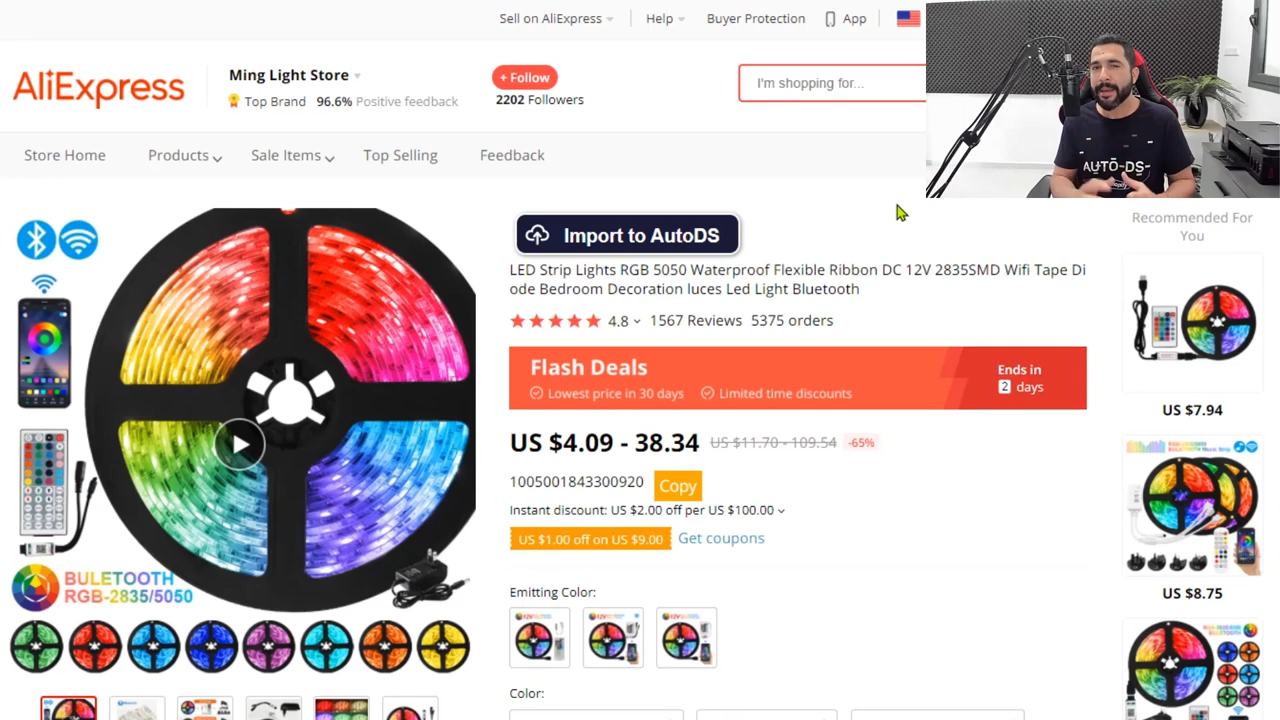 Sell on AliExpress
Help
Buyer Protection
App
AliExpress
Ming Light Store
+ Follow
I'm shopping for...
Top Brand 96.6% Positive feedback
2202 Followers
AUTO-DS
Store Home
Products
Sale Items
Top Selling
Feedback
Import to AutoDS
Recommended For
You
LED Strip Lights RGB 5050 Waterproof Flexible Ribbon DC 12V 2835SMD Wifi Tape Di
ode Bedroom Decoration luces Led Light Bluetooth
4.8
1567 Reviews
5375 orders
Flash Deals
Lowest price in 30 days
Limited time discounts
Ends in
2 days
US $7.94
US $4.09 - 38.34
US $11.70 - 109.54
-65%
1005001843300920
Copy
Instant discount: US $2.00 off per US $100.00
US $1.00 off on US $9.00
Get coupons
BULETOOTH
RGB-2835/5050
US $8.75
Emitting Color:
Color: